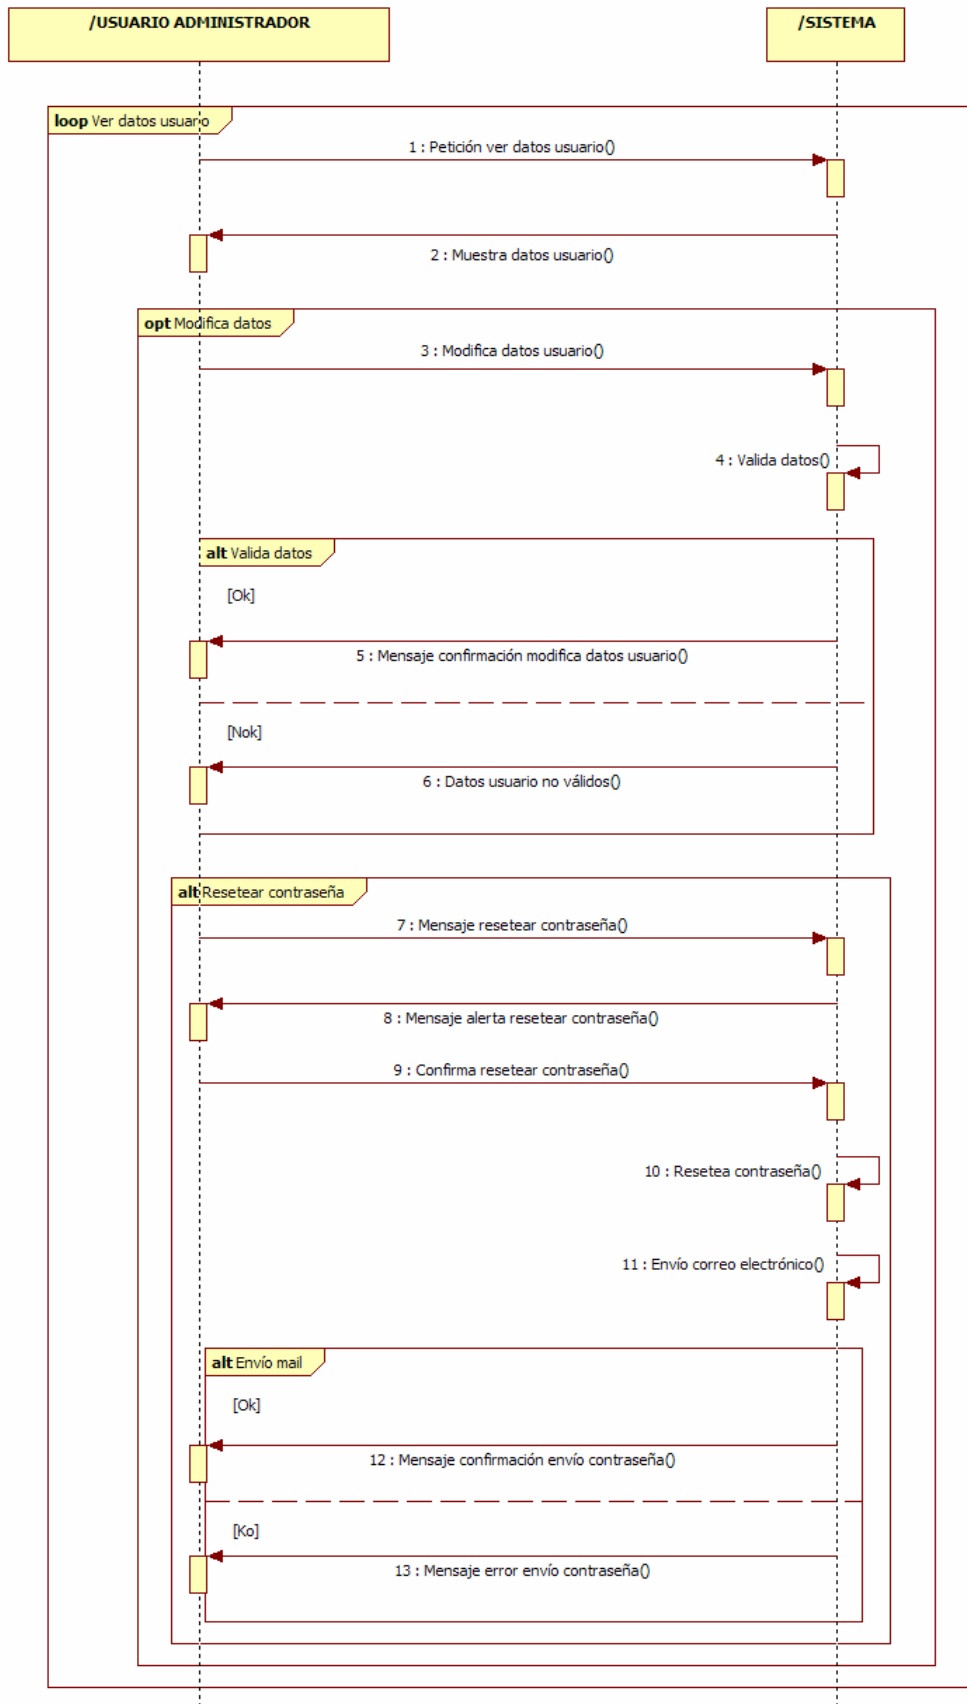 /USUARIO ADMINISTRADOR
/SISTEMA
loop Ver datos usuario
1 : Petición ver datos usuario()
2 : Muestra datos usuario()
opt Modifica datos
3 : Modifica datos usuario()
4 : Valida datos()
alt Valida datos
[Ok]
5 : Mensaje confirmación modifica datos usuario()
[Nok]
6 : Datos usuario no válidos()
alt Resetear contraseña
7 : Mensaje resetear contraseña()
8 : Mensaje alerta resetear contraseña()
9 : Confirma resetear contraseña()
10 : Resetea contraseña()
11 : Envío correo electrónico()
alt Envío mail
[Ok]
12 : Mensaje confirmación envío contraseña()
[Ko]
13 : Mensaje error envío contraseña()